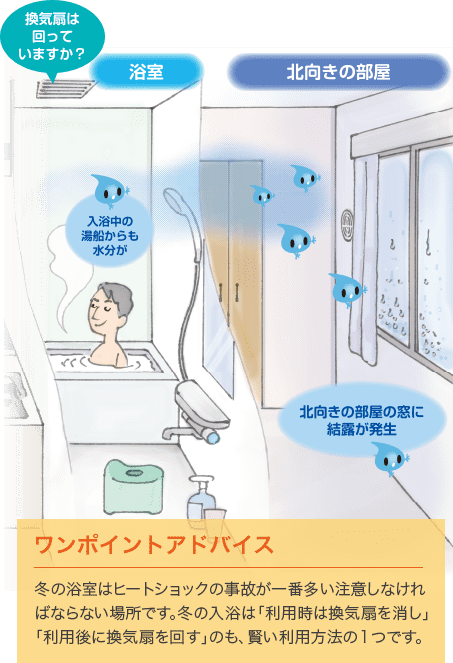 換気扇は
回って
いますか？
浴室
北向きの部屋
入浴中の
湯船からも
水分が
北向きの部屋の窓に
結露が発生
ワンポイントアドバイス
冬の浴室はヒートショックの事故が一番多い注意しなけれ
ばならない場所です。冬の入浴は「利用時は換気扇を消し」
「利用後に換気扇を回す」のも、賢い利用方法の1つです。